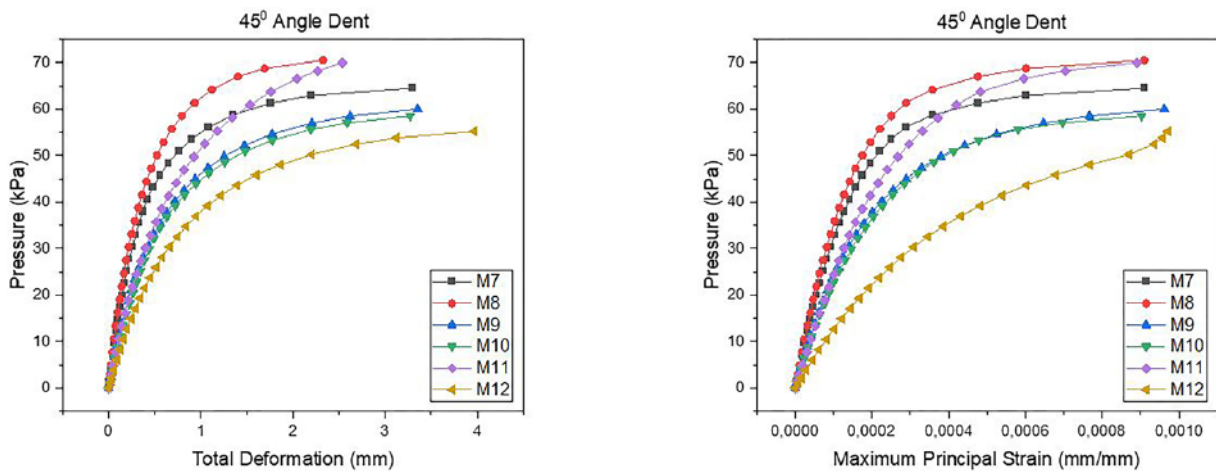 45⁰ Angle Dent
Pressure (kPa)
70
60
50
40
30
20
10
0
0 1 2 3 4
Total Deformation (mm)
M7
M8
M9
M10
M11
M12
45⁰ Angle Dent
Pressure (kPa)
70
60
50
40
30
20
10
0
0,0000 0,0002 0,0004 0,0006 0,0008 0,0010
Maximum Principal Strain (mm/mm)
M7
M8
M9
M10
M11
M12